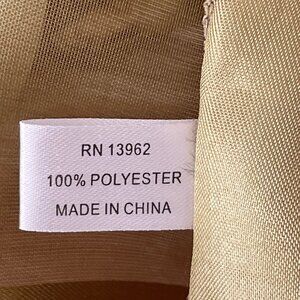 RN 13962
100% POLYESTER
MADE IN CHINA